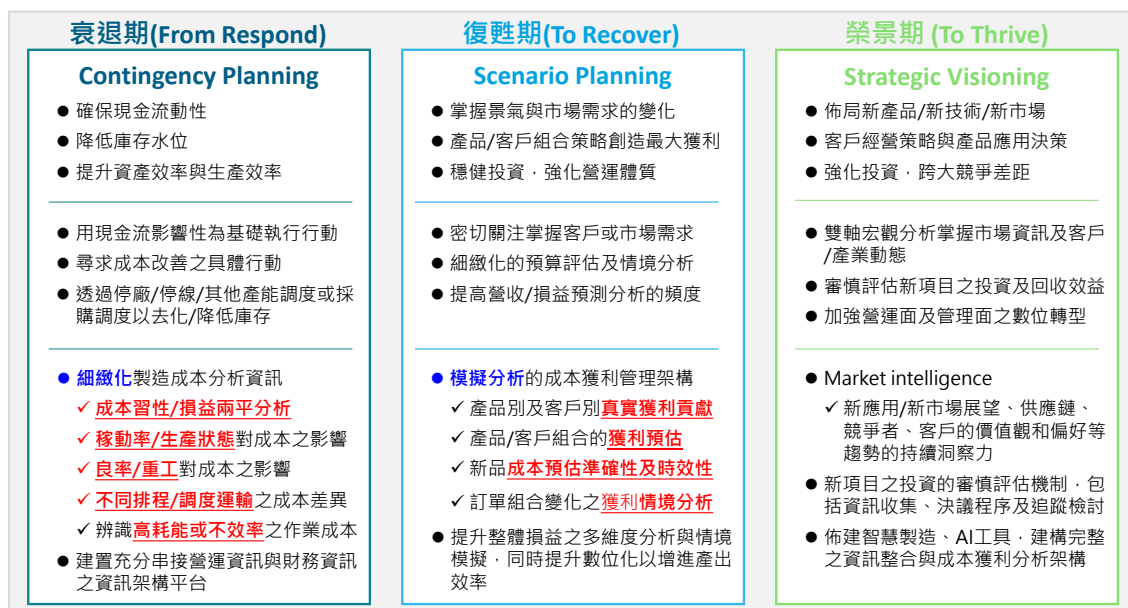 衰退期(From Respond)
Contingency Planning
● 確保現金流動性
● 降低庫存水位
● 提升資產效率與生產效率
● 用現金流影響性為基礎執行行動
● 尋求成本改善之具體行動
● 透過停廠/停線/其他產能調度或採
購調度以去化/降低庫存
● 細緻化製造成本分析資訊
✓ 成本習性/損益兩平分析
✓ 稼動率/生產狀態對成本之影響
✓ 良率/重工對成本之影響
✓ 不同排程/調度運輸之成本差異
✓ 辨識高耗能或不效率之作業成本
● 建置充分串接營運資訊與財務資訊
之資訊架構平台
復甦期(To Recover)
Scenario Planning
● 掌握景氣與市場需求的變化
● 產品/客戶組合策略創造最大獲利
● 穩健投資，強化營運體質
● 密切關注掌握客戶或市場需求
● 細緻化的預算評估及情境分析
● 提高營收/損益預測分析的頻度
● 模擬分析的成本獲利管理架構
✓ 產品別及客戶別真實獲利貢獻
✓ 產品/客戶組合的獲利預估
✓ 新品成本預估準確性及時效性
✓ 訂單組合變化之獲利情境分析
● 提升整體損益之多維度分析與情境
模擬，同時提升數位化以增進產出
效率
榮景期 (To Thrive)
Strategic Visioning
● 佈局新產品/新技術/新市場
● 客戶經營策略與產品應用決策
● 強化投資，跨大競爭差距
● 雙軸宏觀分析掌握市場資訊及客戶
/產業動態
● 審慎評估新項目之投資及回收效益
● 加強營運面及管理面之數位轉型
● Market intelligence
✓ 新應用/新市場展望、供應鏈、
競爭者、客戶的價值觀和偏好等
趨勢的持續洞察力
● 新項目之投資的審慎評估機制，包
括資訊收集、決議程序及追蹤檢討
● 佈建智慧製造、AI工具，建構完整
之資訊整合與成本獲利分析架構